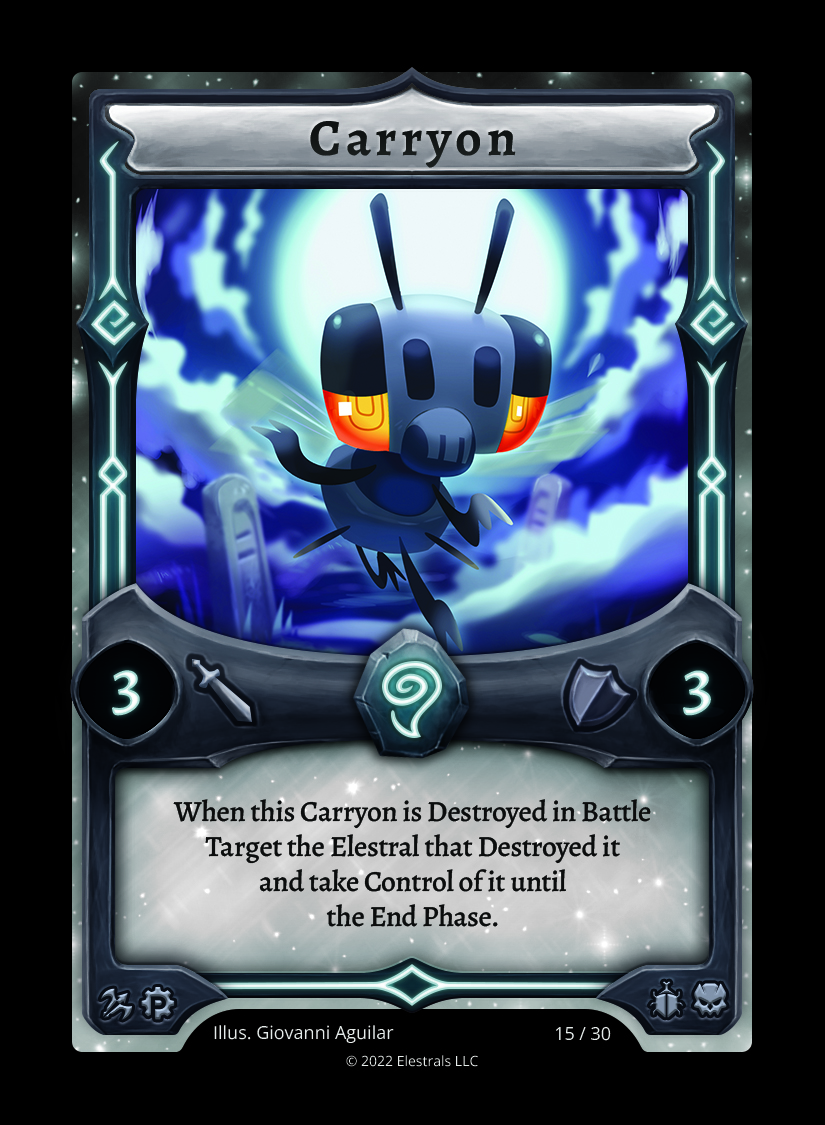 Carryon
3
3
When this Carryon is Destroyed in Battle
Target the Elestral that Destroyed it
and take Control of it until
the End Phase.
P
Illus. Giovanni Aguilar
15 / 30
© 2022 Elestrals LLC